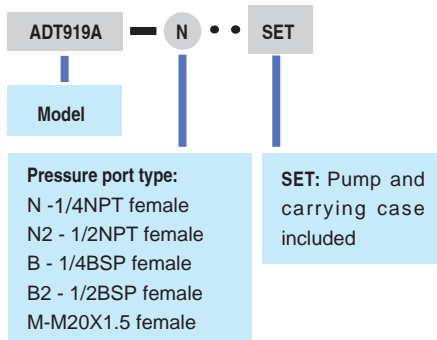 ADT919A — N • • SET
Model
Pressure port type:
N -1/4NPT female
N2 - 1/2NPT female
B - 1/4BSP female
B2 - 1/2BSP female
M-M20X1.5 female
SET: Pump and
carrying case
included